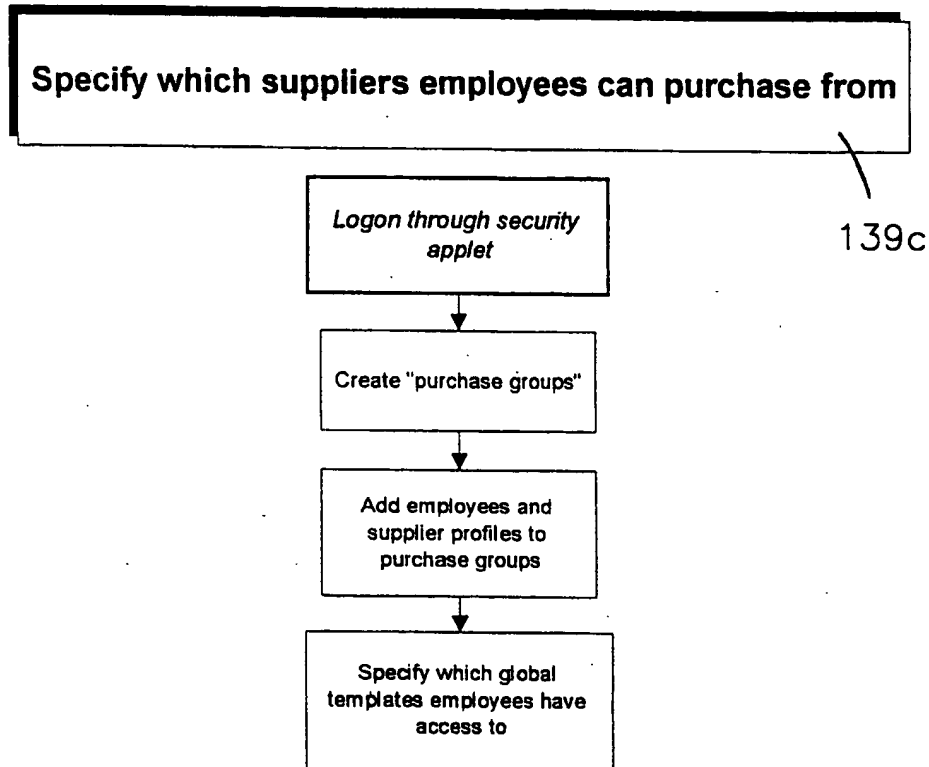 Specify which suppliers employees can purchase from
139c
Logon through security
applet
Create "purchase groups"
Add employees and
supplier profiles to
purchase groups
Specify which global
templates employees have
access to